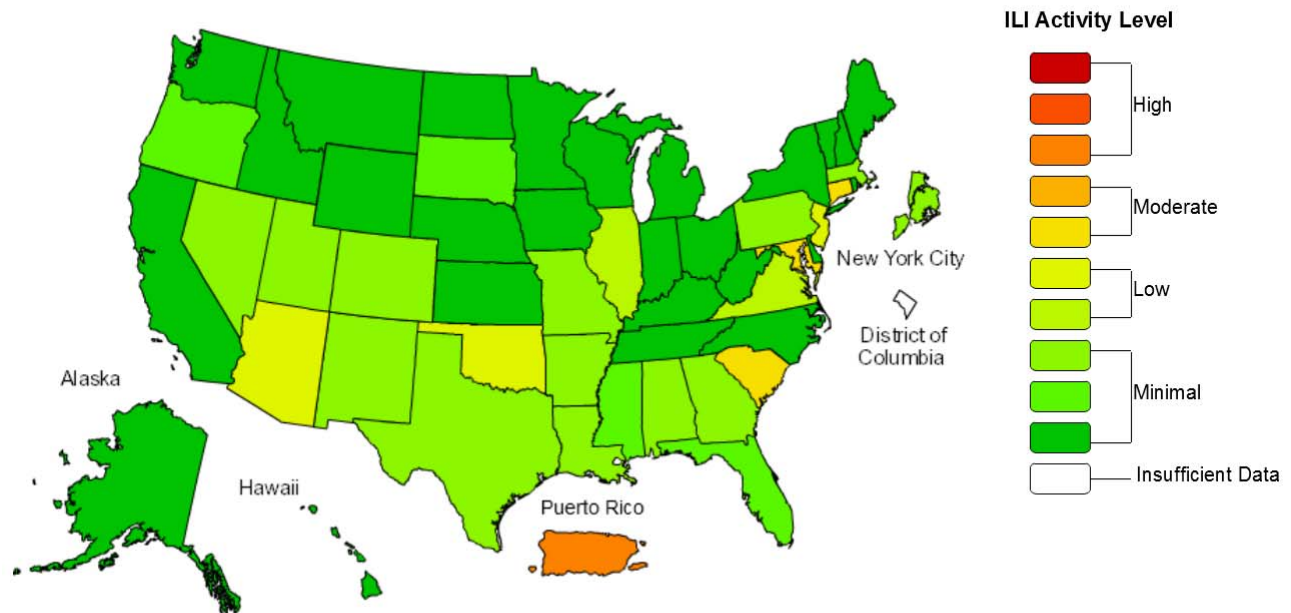 ILI Activity Level
High
Moderate
Low
Minimal
Insufficient Data
New York City
District of
Columbia
Alaska
Hawaii
Puerto Rico